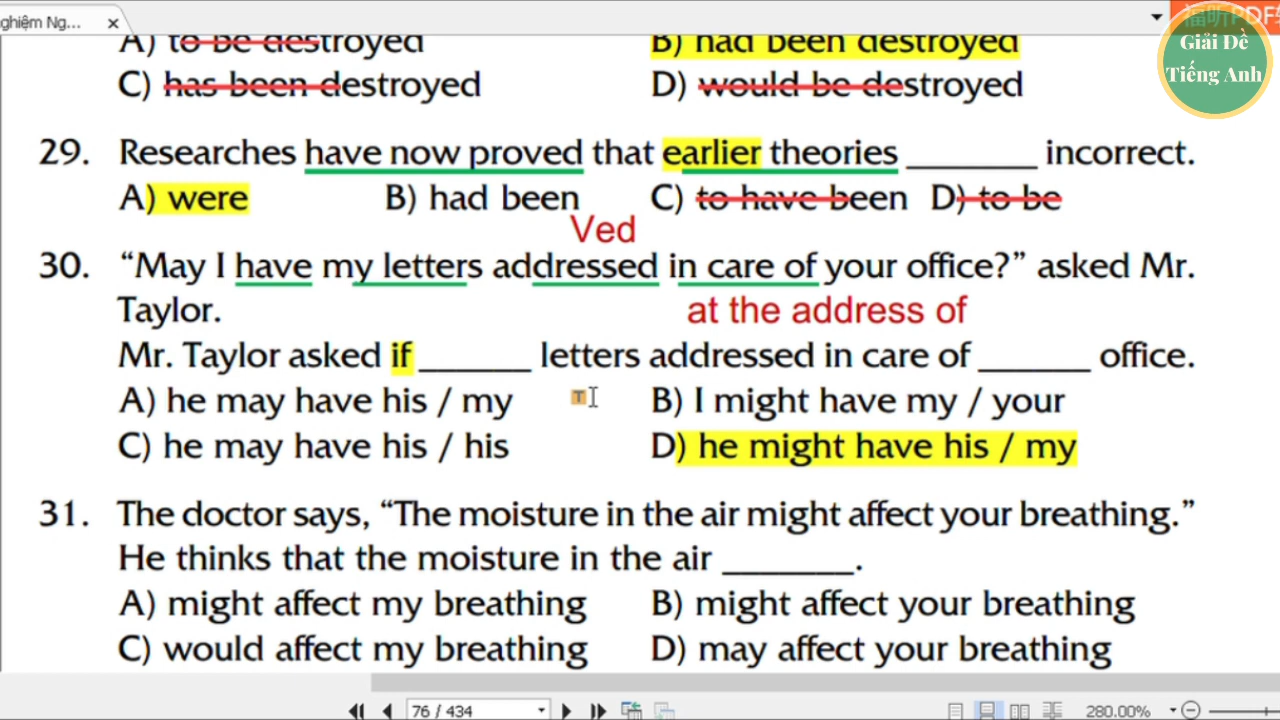 ghiệm Ng...
Giải Đề
Tiếng Anh
A) to be destroyed B) had been destroyed
C) has been destroyed D) would be destroyed
29. Researches have now proved that earlier theories _______ incorrect.
A) were B) had been C) to have been D) to be
Ved
30. “May I have my letters addressed in care of your office?” asked Mr.
Taylor.
at the address of
Mr. Taylor asked if ______ letters addressed in care of ______ office.
A) he may have his / my B) I might have my / your
C) he may have his / his D) he might have his / my
31. The doctor says, “The moisture in the air might affect your breathing.”
He thinks that the moisture in the air _______.
A) might affect my breathing B) might affect your breathing
C) would affect my breathing D) may affect your breathing
76 / 434
280.00%